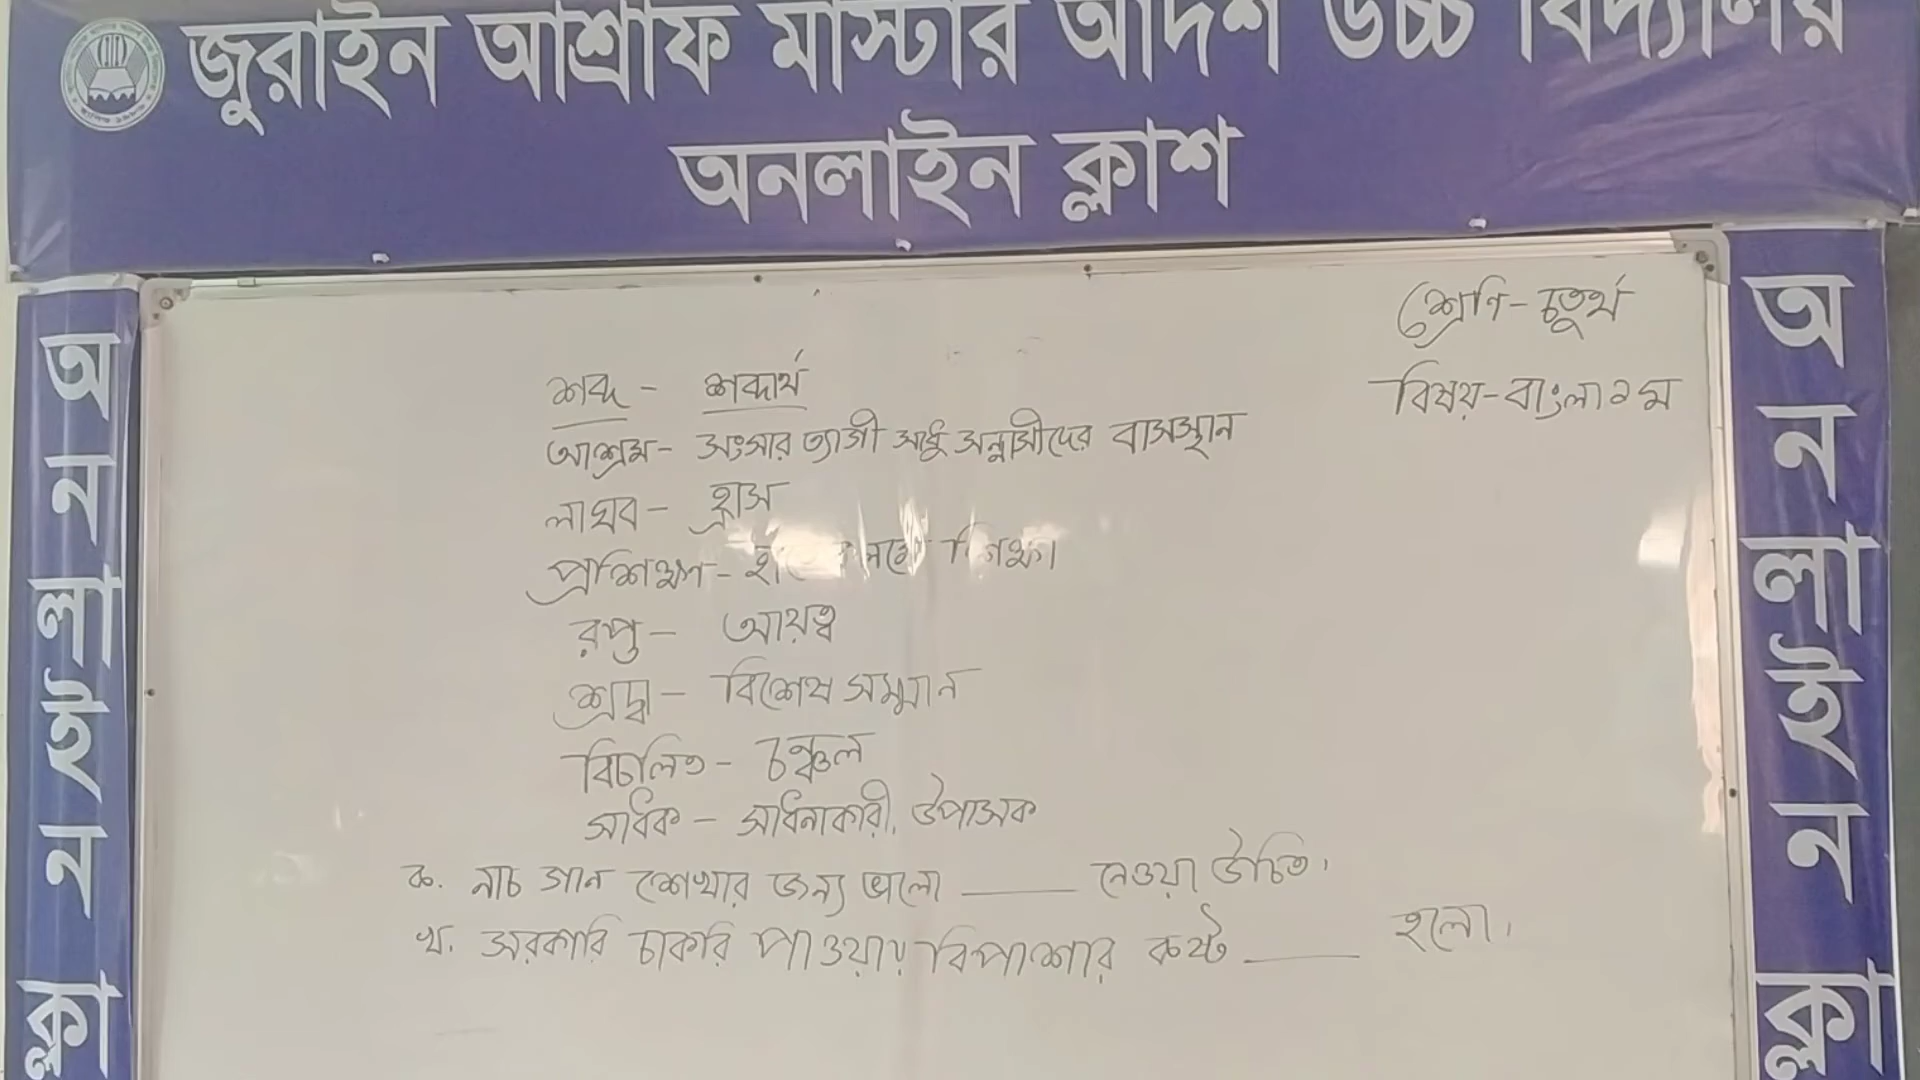 জুরাইন আশ্রাফ মাস্টার আদর্শ উচ্চ বিদ্যালয়
অনলাইন ক্লাশ
শ্রেণি - চতুর্থ
বিষয় - বাংলা ১ম
শব্দ - শব্দার্থ
আশ্রম - সংসার ত্যাগী সাধু সন্ন্যাসীদের বাসস্থান
লাঘব - হ্রাস
প্রশিক্ষণ - শিক্ষা
রপ্ত - আয়ত্ব
শ্রদ্ধা - বিশেষ সম্মান
বিচলিত - চঞ্চল
সাধক - সাধনাকারী, উপাসক
ক. নাচ গান শেখার জন্য ভালো ____ নেওয়া উচিত।
খ. সরকারি চাকরি পাওয়ায় বিপাশার কষ্ট ____ হলো।
অনলাইন ক্লা
অনলাইন ক্লা